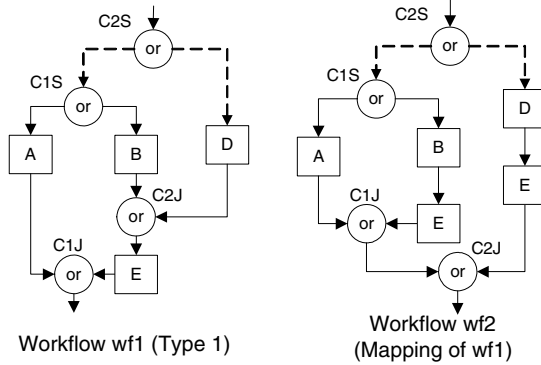 C2S
or
C1S
or
A
B
D
C2J
or
C1J
or
E
Workflow wf1 (Type 1)
C2S
or
C1S
or
D
A
B
E
C1J
or
E
C2J
or
Workflow wf2
(Mapping of wf1)